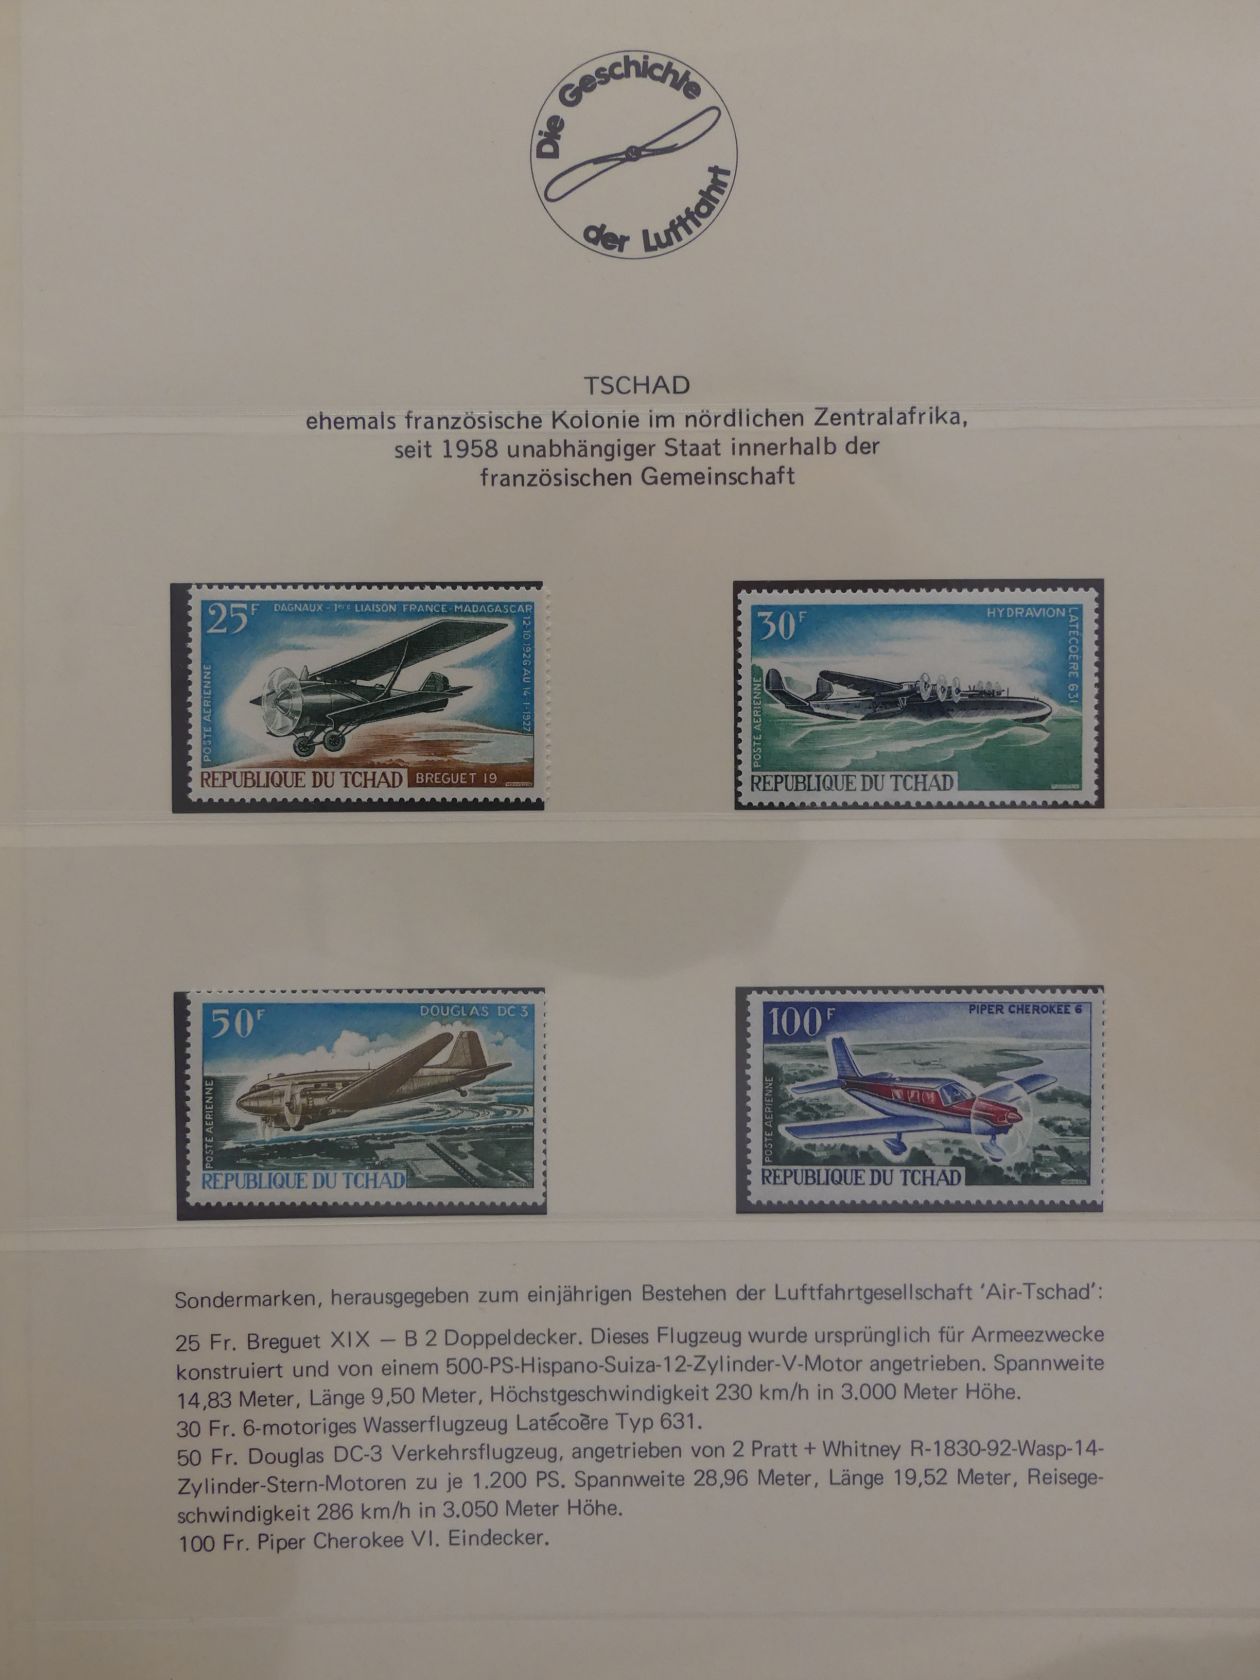 Die Geschichte
der Luftfahrt
TSCHAD
ehemals französische Kolonie im nördlichen Zentralafrika,
seit 1958 unabhängiger Staat innerhalb der
französischen Gemeinschaft
25F
DAGNAUX - 1ère LIAISON FRANCE-MADAGASCAR
12-10-1926 AU 14-1-1927
POSTE AÉRIENNE
REPUBLIQUE DU TCHAD
BREGUET 19
30F
HYDRAVION
LATÉCOÈRE 631
POSTE AERIENNE
REPUBLIQUE DU TCHAD
50F
DOUGLAS DC 3
POSTE AERIENNE
REPUBLIQUE DU TCHAD
100F
PIPER CHEROKEE 6
POSTE AERIENNE
REPUBLIQUE DU TCHAD
Sondermarken, herausgegeben zum einjährigen Bestehen der Luftfahrtgesellschaft 'Air-Tschad':
25 Fr. Breguet XIX — B 2 Doppeldecker. Dieses Flugzeug wurde ursprünglich für Armeezwecke
konstruiert und von einem 500-PS-Hispano-Suiza-12-Zylinder-V-Motor angetrieben. Spannweite
14,83 Meter, Länge 9,50 Meter, Höchstgeschwindigkeit 230 km/h in 3.000 Meter Höhe.
30 Fr. 6-motoriges Wasserflugzeug Latécoère Typ 631.
50 Fr. Douglas DC-3 Verkehrsflugzeug, angetrieben von 2 Pratt + Whitney R-1830-92-Wasp-14-
Zylinder-Stern-Motoren zu je 1.200 PS. Spannweite 28,96 Meter, Länge 19,52 Meter, Reisege-
schwindigkeit 286 km/h in 3.050 Meter Höhe.
100 Fr. Piper Cherokee VI. Eindecker.